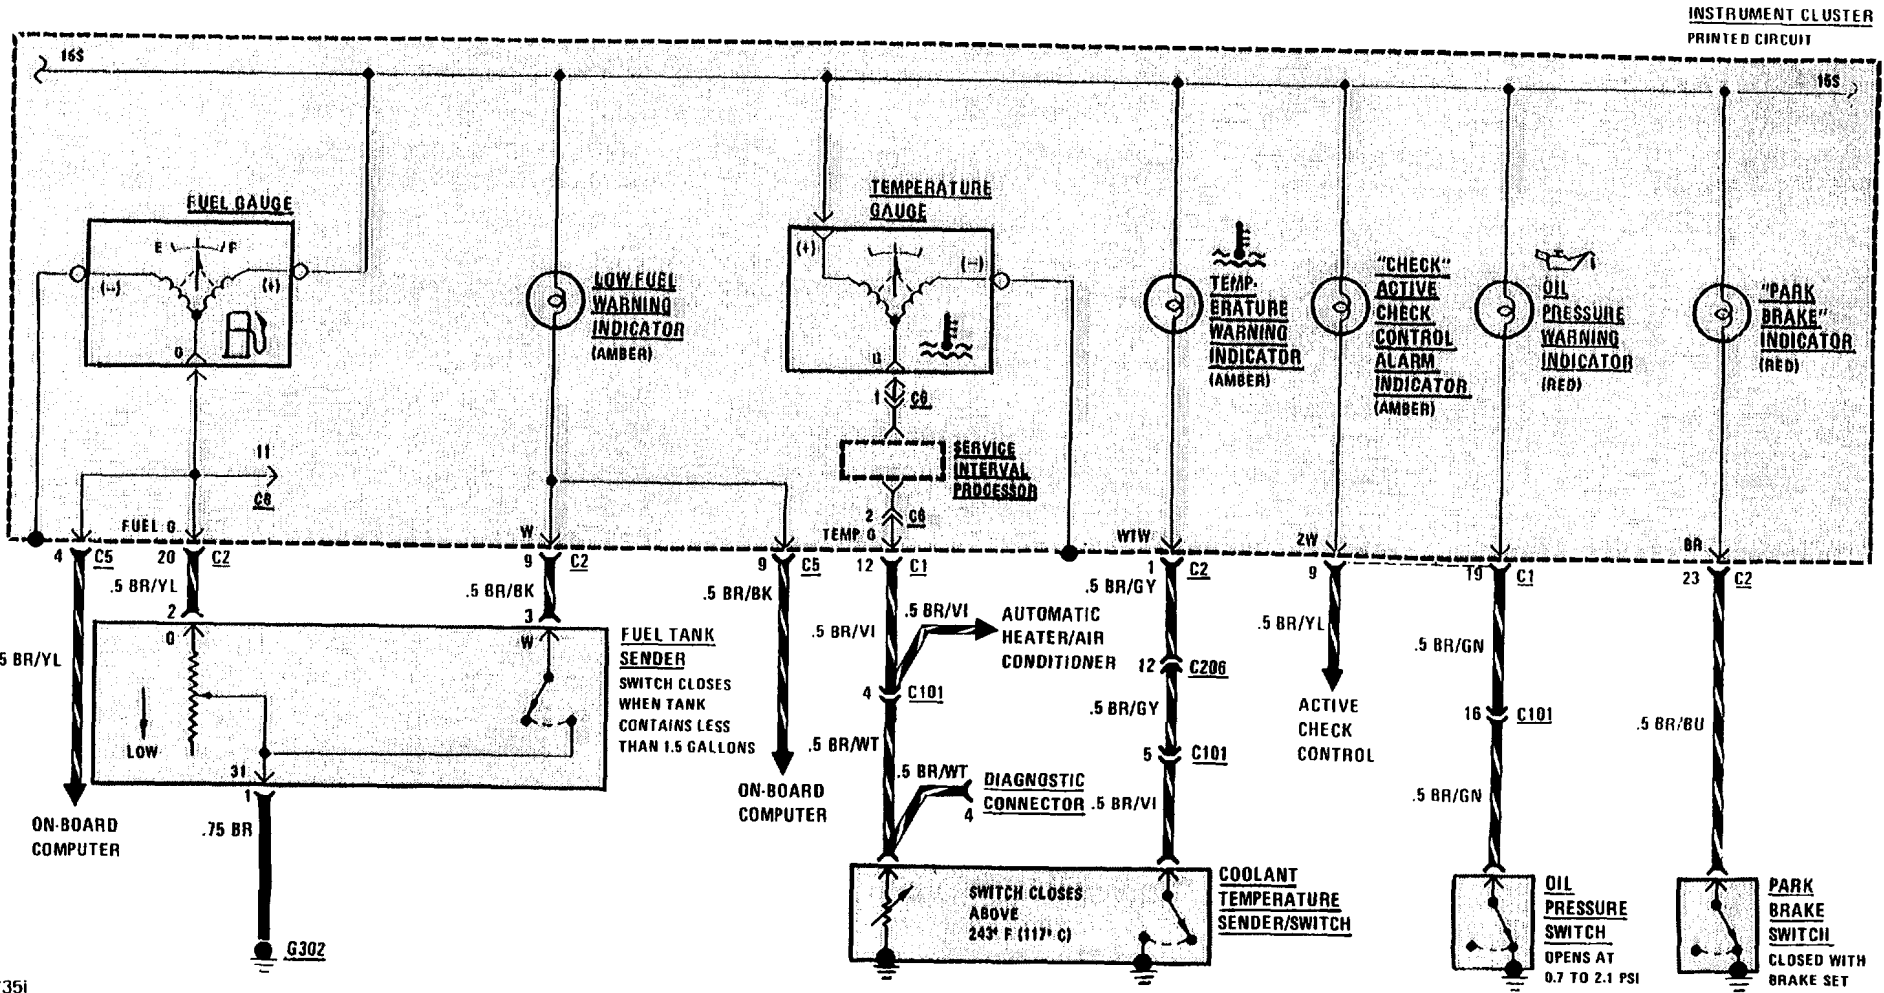 INSTRUMENT CLUSTER
PRINTED CIRCUIT
15S
15S
FUEL GAUGE
E
F
(–)
(+)
G
TEMPERATURE
GAUGE
(+)
(–)
G
LOW FUEL
WARNING
INDICATOR
(AMBER)
TEMP-
ERATURE
WARNING
INDICATOR
(AMBER)
"CHECK"
ACTIVE
CHECK
CONTROL
ALARM
INDICATOR
(AMBER)
OIL
PRESSURE
WARNING
INDICATOR
(RED)
"PARK
BRAKE"
INDICATOR
(RED)
1 C6
SERVICE
INTERVAL
PROCESSOR
2 C6
11
C6
FUEL G
W
TEMP G
WTW
2W
BR
4 C5
20 C2
9 C2
9 C5
12 C1
1 C2
9
19 C1
23 C2
.5 BR/YL
.5 BR/BK
.5 BR/BK
.5 BR/VI
.5 BR/VI
AUTOMATIC
HEATER/AIR
CONDITIONER
.5 BR/GY
.5 BR/YL
.5 BR/GN
2
3
G
W
5 BR/YL
LOW
31
FUEL TANK
SENDER
SWITCH CLOSES
WHEN TANK
CONTAINS LESS
THAN 1.5 GALLONS
4 C101
12 C206
.5 BR/GY
ACTIVE
CHECK
CONTROL
16 C101
.5 BR/BU
.5 BR/WT
.5 BR/WT
5 C101
DIAGNOSTIC
CONNECTOR
4
.5 BR/VI
.5 BR/GN
ON-BOARD
COMPUTER
ON-BOARD
COMPUTER
1
.75 BR
G302
SWITCH CLOSES
ABOVE
243° F (117° C)
COOLANT
TEMPERATURE
SENDER/SWITCH
OIL
PRESSURE
SWITCH
OPENS AT
0.7 TO 2.1 PSI
PARK
BRAKE
SWITCH
CLOSED WITH
BRAKE SET
735i